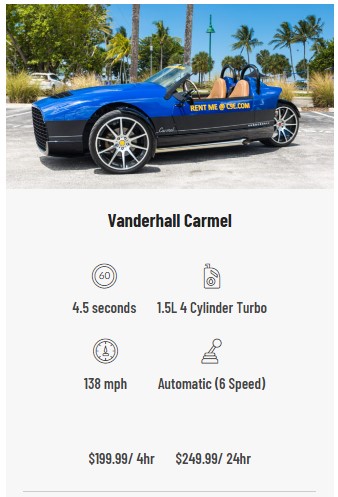 RENT ME @ CSE.COM
Carmel
Vanderhall Carmel
60
4.5 seconds
1.5L 4 Cylinder Turbo
138 mph
Automatic (6 Speed)
$199.99/ 4hr
$249.99/ 24hr